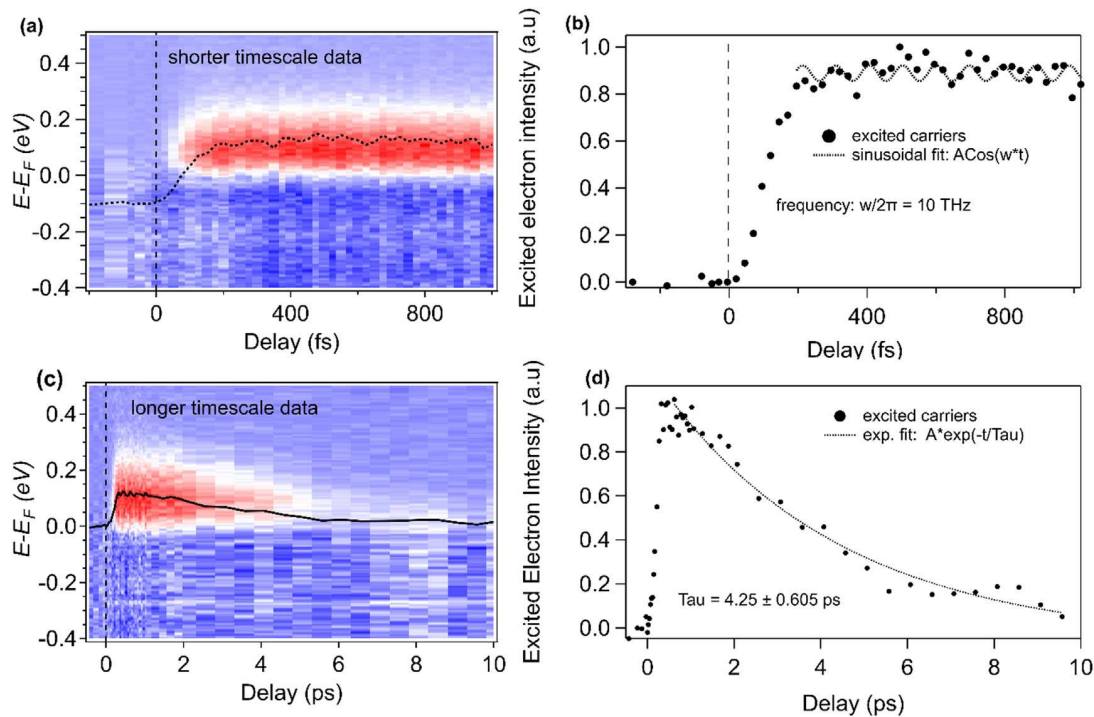 (a)
shorter timescale data
E-E_F (eV)
0.4
0.2
0.0
-0.2
-0.4
0
400
800
Delay (fs)
(b)
Excited electron intensity (a.u)
1.0
0.8
0.6
0.4
0.2
0.0
excited carriers
sinusoidal fit: ACos(w*t)
frequency: w/2π = 10 THz
0
400
800
Delay (fs)
(c)
longer timescale data
E-E_F (eV)
0.4
0.2
0.0
-0.2
-0.4
0
2
4
6
8
10
Delay (ps)
(d)
Excited Electron Intensity (a.u)
1.0
0.8
0.6
0.4
0.2
0.0
excited carriers
exp. fit: A*exp(-t/Tau)
Tau = 4.25 ± 0.605 ps
0
2
4
6
8
10
Delay (ps)